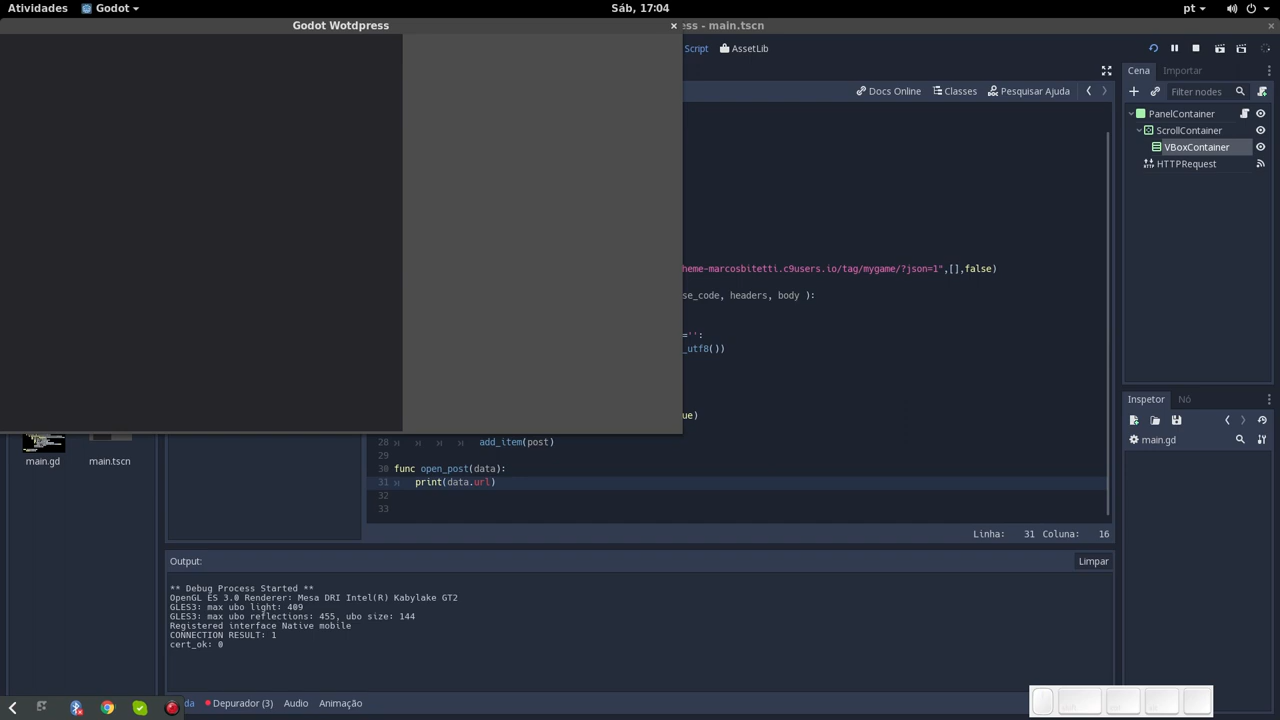 Atividades Godot Sáb, 17:04 pt
Godot Wotdpress × ess - main.tscn ×
Script AssetLib
Cena Importar
Docs Online Classes Pesquisar Ajuda
Filter nodes
PanelContainer
ScrollContainer
VBoxContainer
HTTPRequest
heme-marcosbitetti.c9users.io/tag/mygame/?json=1",[],false)
se_code, headers, body ):
='':
_utf8())
Inspetor Nó
ue)
main.gd
28 add_item(post)
29
30 func open_post(data):
31 print(data.url)
32
33
main.gd main.tscn
Linha: 31 Coluna: 16
Output: Limpar
** Debug Process Started **
OpenGL ES 3.0 Renderer: Mesa DRI Intel(R) Kabylake GT2
GLES3: max ubo light: 409
GLES3: max ubo reflections: 455, ubo size: 144
Registered interface Native mobile
CONNECTION RESULT: 1
cert_ok: 0
da Depurador (3) Audio Animação